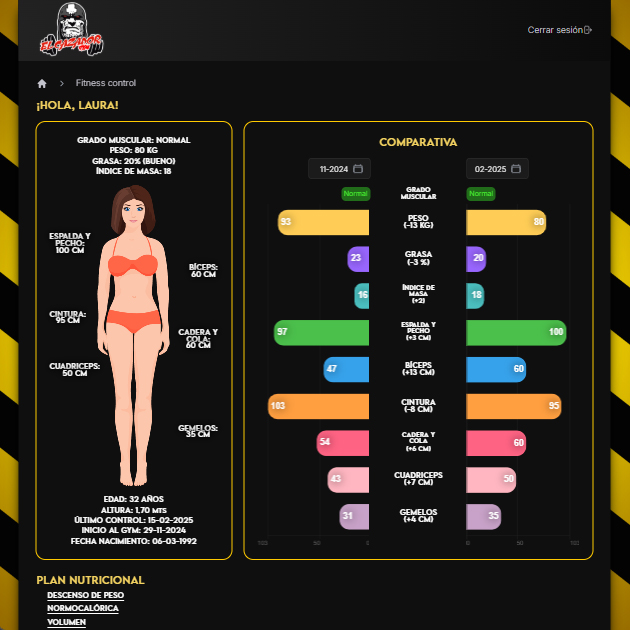 EL CAZADOR
Cerrar sesión
Fitness control
¡HOLA, LAURA!
GRADO MUSCULAR: NORMAL
PESO: 80 KG
GRASA: 20% (BUENO)
ÍNDICE DE MASA: 18
ESPALDA Y
PECHO:
100 CM
BÍCEPS:
60 CM
CINTURA:
95 CM
CADERA Y
COLA:
60 CM
CUADRICEPS:
50 CM
GEMELOS:
35 CM
EDAD: 32 AÑOS
ALTURA: 1,70 MTS
ÚLTIMO CONTROL: 15-02-2025
INICIO AL GYM: 29-11-2024
FECHA NACIMIENTO: 06-03-1992
COMPARATIVA
11-2024 02-2025
Normal GRADO MUSCULAR Normal
93 PESO (-13 KG) 80
23 GRASA (-3 %) 20
16 ÍNDICE DE MASA (+2) 18
97 ESPALDA Y PECHO (+3 CM) 100
47 BÍCEPS (+13 CM) 60
103 CINTURA (-8 CM) 95
54 CADERA Y COLA (+6 CM) 60
43 CUADRICEPS (+7 CM) 50
31 GEMELOS (+4 CM) 35
100 50 0 0 50 100
PLAN NUTRICIONAL
DESCENSO DE PESO
NORMOCALÓRICA
VOLUMEN